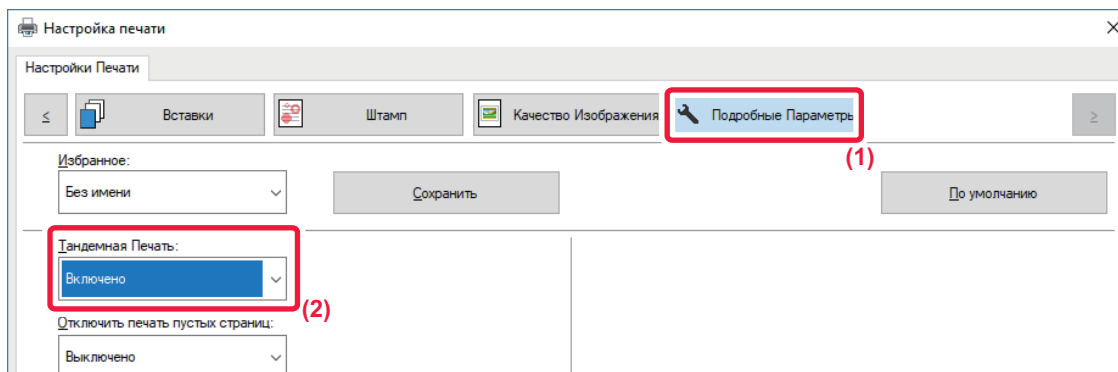 Настройка печати
Настройки Печати
< Вставки Штамп Качество Изображения Подробные Параметры >
(1)
Избранное:
Без имени Сохранить По умолчанию
Тандемная Печать:
Включено
(2)
Отключить печать пустых страниц:
Выключено